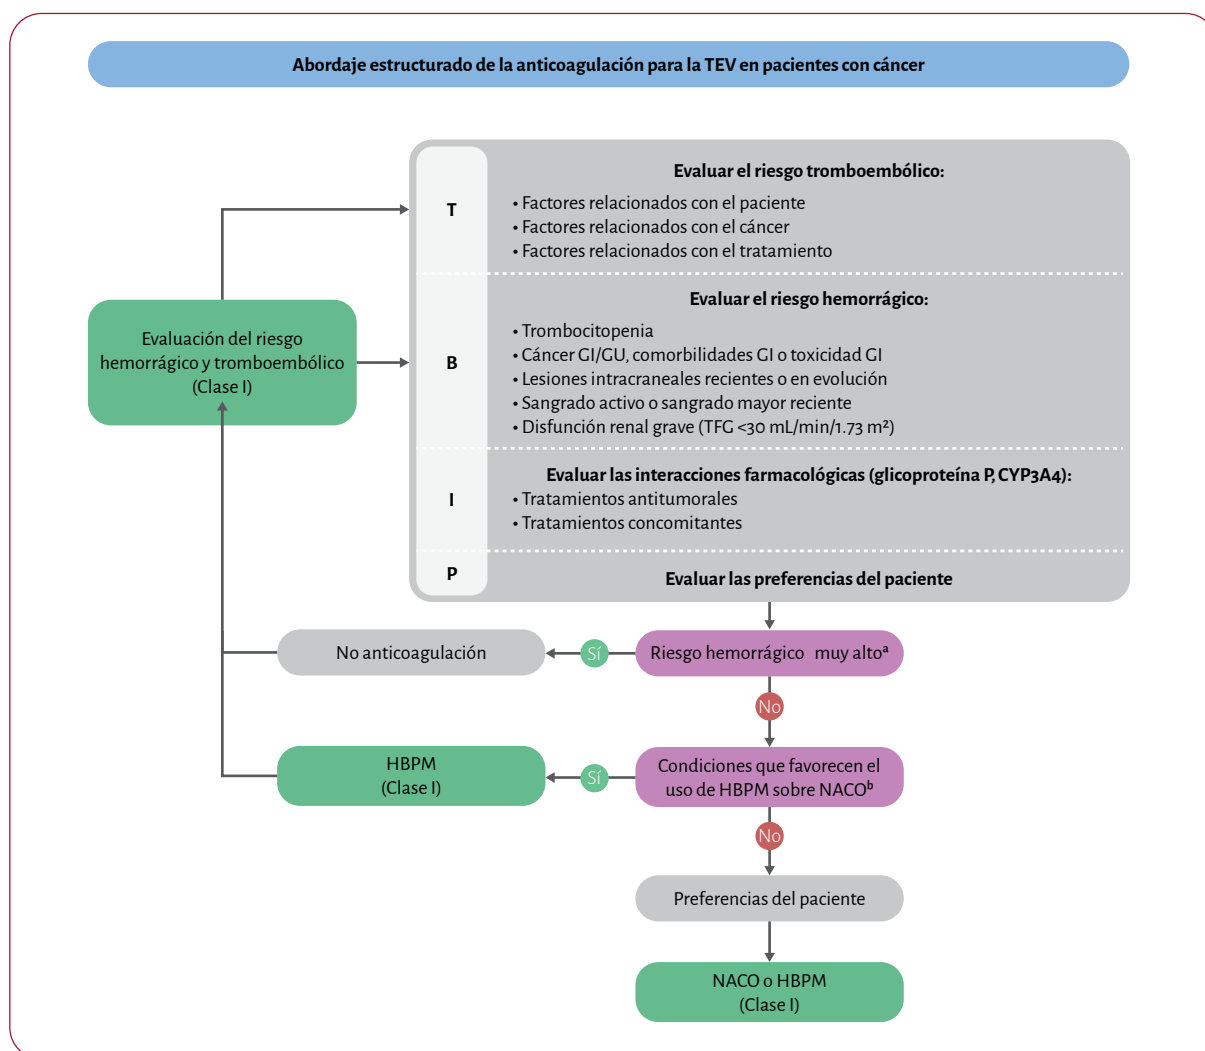 Abordaje estructurado de la anticoagulación para la TEV en pacientes con cáncer
T
Evaluar el riesgo tromboembólico:
• Factores relacionados con el paciente
• Factores relacionados con el cáncer
• Factores relacionados con el tratamiento
Evaluación del riesgo
hemorrágico y tromboembólico
(Clase I)
B
Evaluar el riesgo hemorrágico:
• Trombocitopenia
• Cáncer GI/GU, comorbilidades GI o toxicidad GI
• Lesiones intracraneales recientes o en evolución
• Sangrado activo o sangrado mayor reciente
• Disfunción renal grave (TFG <30 mL/min/1.73 m²)
I
Evaluar las interacciones farmacológicas (glicoproteína P, CYP3A4):
• Tratamientos antitumorales
• Tratamientos concomitantes
P
Evaluar las preferencias del paciente
No anticoagulación
Sí
Riesgo hemorrágico muy altoᵃ
No
HBPM
(Clase I)
Sí
Condiciones que favorecen el
uso de HBPM sobre NACOᵇ
No
Preferencias del paciente
NACO o HBPM
(Clase I)